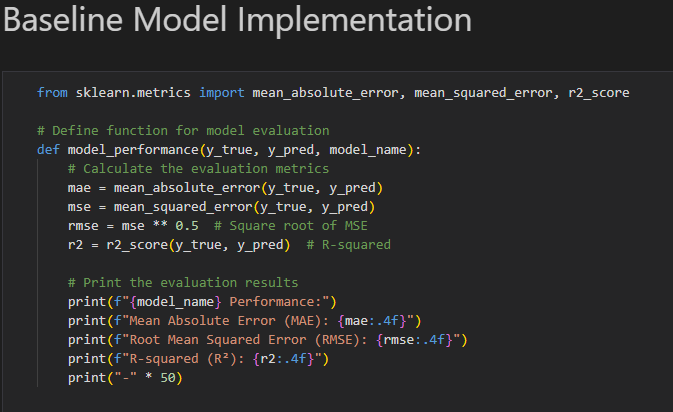 Baseline Model Implementation
from sklearn.metrics import mean_absolute_error, mean_squared_error, r2_score
# Define function for model evaluation
def model_performance(y_true, y_pred, model_name):
    # Calculate the evaluation metrics
    mae = mean_absolute_error(y_true, y_pred)
    mse = mean_squared_error(y_true, y_pred)
    rmse = mse ** 0.5  # Square root of MSE
    r2 = r2_score(y_true, y_pred)  # R-squared
    # Print the evaluation results
    print(f"{model_name} Performance:")
    print(f"Mean Absolute Error (MAE): {mae:.4f}")
    print(f"Root Mean Squared Error (RMSE): {rmse:.4f}")
    print(f"R-squared (R²): {r2:.4f}")
    print("-" * 50)